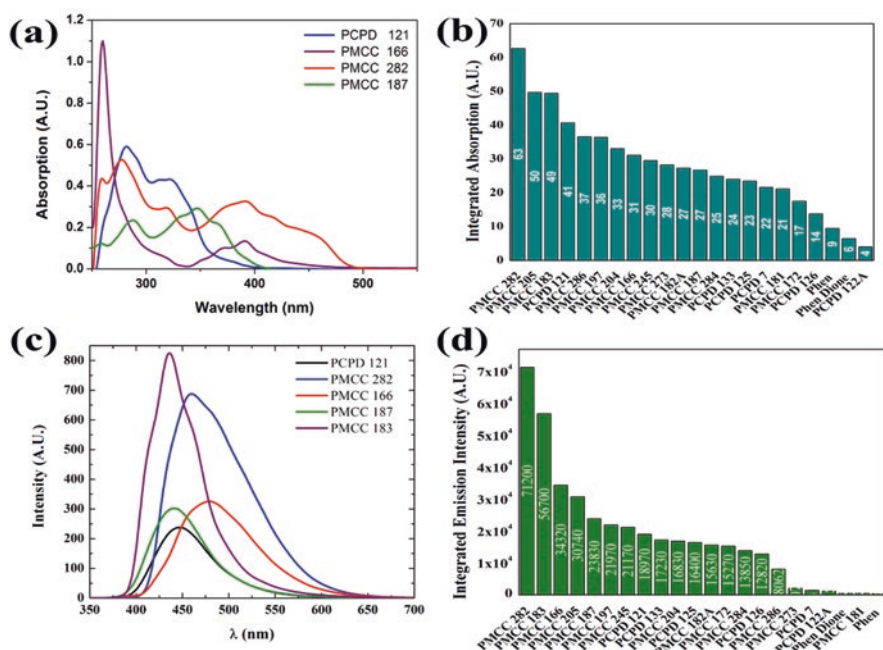 (a)
1.2
1.0
0.8
0.6
0.4
0.2
0.0
Absorption (A.U.)
PCPD 121
PMCC 166
PMCC 282
PMCC 187
300
400
500
Wavelength (nm)
(b)
70
60
50
40
30
20
10
0
Integrated Absorption (A.U.)
63
50
49
41
37
36
33
31
30
28
27
27
25
24
23
22
21
17
14
9
6
4
PMCC 282
PMCC 205
PMCC 183
PCPD 121
PMCC 286
PMCC 197
PMCC 204
PMCC 166
PMCC 245
PMCC 273
PMCC 182A
PMCC 187
PMCC 284
PCPD 133
PCPD 125
PCPD 7
PMCC 181
PMCC 172
PCPD 126
Phen
Phen Dione
PCPD 122A
(c)
800
700
600
500
400
300
200
100
0
Intensity (A.U.)
PCPD 121
PMCC 282
PMCC 166
PMCC 187
PMCC 183
350
400
450
500
550
600
650
700
λ (nm)
(d)
7x10⁴
6x10⁴
5x10⁴
4x10⁴
3x10⁴
2x10⁴
1x10⁴
0
Integrated Emission Intensity (A.U.)
71200
56700
34320
30740
23830
21970
21170
18970
17230
16830
16400
15630
15270
13850
12820
8062
PMCC 282
PMCC 183
PMCC 166
PMCC 205
PMCC 187
PMCC 197
PMCC 245
PCPD 121
PCPD 133
PMCC 204
PCPD 125
PMCC 182A
PMCC 172
PMCC 284
PCPD 126
PMCC 286
PMCC 273
PCPD 7
PCPD 122A
Phen Dione
PMCC 181
Phen